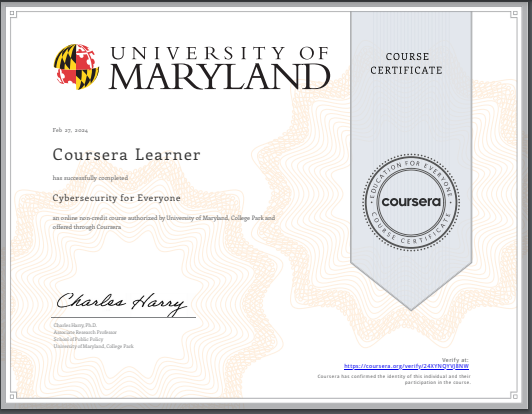 UNIVERSITY OF
MARYLAND
COURSE
CERTIFICATE
Feb 27, 2024
Coursera Learner
has successfully completed
Cybersecurity for Everyone
an online non-credit course authorized by University of Maryland, College Park and
offered through Coursera
EDUCATION FOR EVERYONE
coursera
COURSE CERTIFICATE
Charles Harry
Charles Harry, Ph.D.
Associate Research Professor
School of Public Policy
University of Maryland, College Park
Verify at:
https://coursera.org/verify/
Coursera has confirmed the identity of this individual and their
participation in the course.